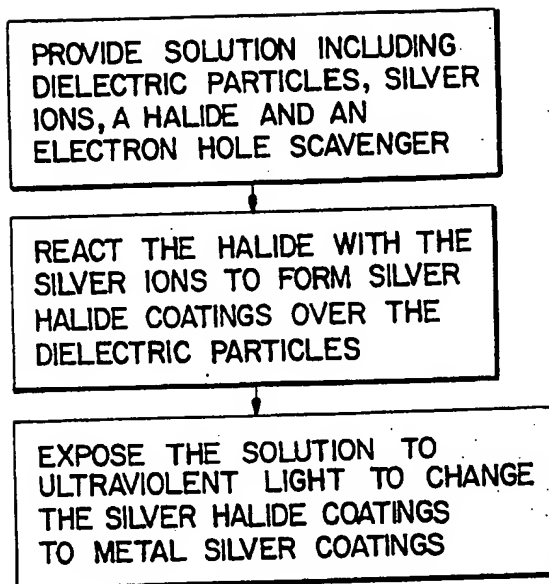 PROVIDE SOLUTION INCLUDING
DIELECTRIC PARTICLES, SILVER
IONS, A HALIDE AND AN
ELECTRON HOLE SCAVENGER
REACT THE HALIDE WITH THE
SILVER IONS TO FORM SILVER
HALIDE COATINGS OVER THE
DIELECTRIC PARTICLES
EXPOSE THE SOLUTION TO
ULTRAVIOLENT LIGHT TO CHANGE
THE SILVER HALIDE COATINGS
TO METAL SILVER COATINGS